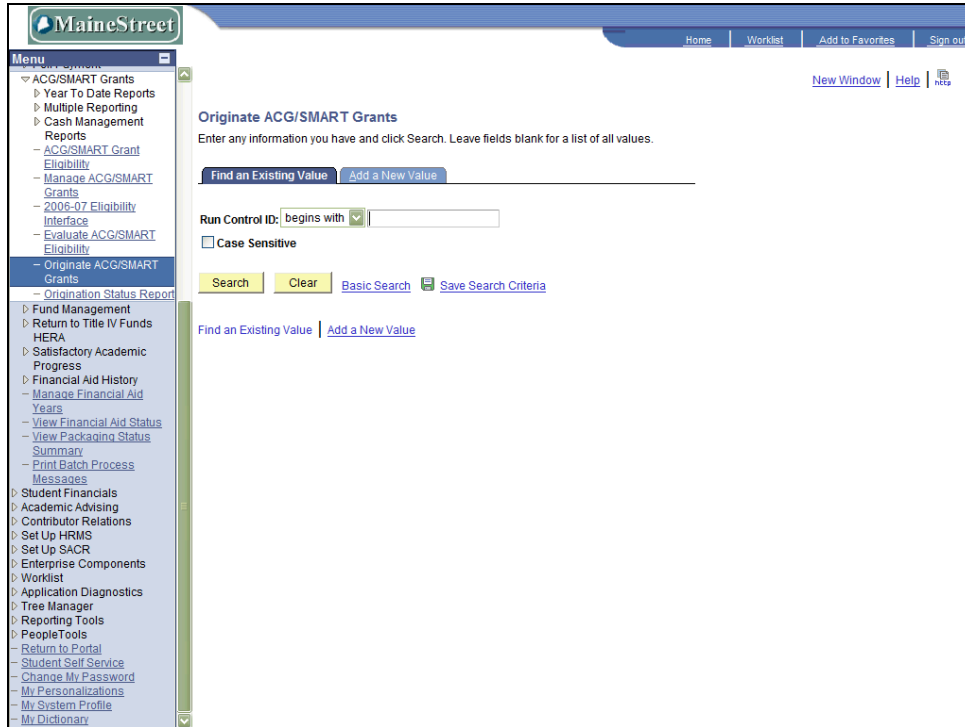 MaineStreet
Home
Worklist
Add to Favorites
Sign out
Menu
ACG/SMART Grants
Year To Date Reports
Multiple Reporting
Cash Management
Reports
ACG/SMART Grant
Eligibility
Manage ACG/SMART
Grants
2006-07 Eligibility
Interface
Evaluate ACG/SMART
Eligibility
Originate ACG/SMART
Grants
Origination Status Report
Fund Management
Return to Title IV Funds
HERA
Satisfactory Academic
Progress
Financial Aid History
Manage Financial Aid
Years
View Financial Aid Status
View Packaging Status
Summary
Print Batch Process
Messages
Student Financials
Academic Advising
Contributor Relations
Set Up HRMS
Set Up SACR
Enterprise Components
Worklist
Application Diagnostics
Tree Manager
Reporting Tools
PeopleTools
Return to Portal
Student Self Service
Change My Password
My Personalizations
My System Profile
My Dictionary
New Window
Help
http
Originate ACG/SMART Grants
Enter any information you have and click Search. Leave fields blank for a list of all values.
Find an Existing Value
Add a New Value
Run Control ID: begins with
Case Sensitive
Search
Clear
Basic Search
Save Search Criteria
Find an Existing Value
Add a New Value